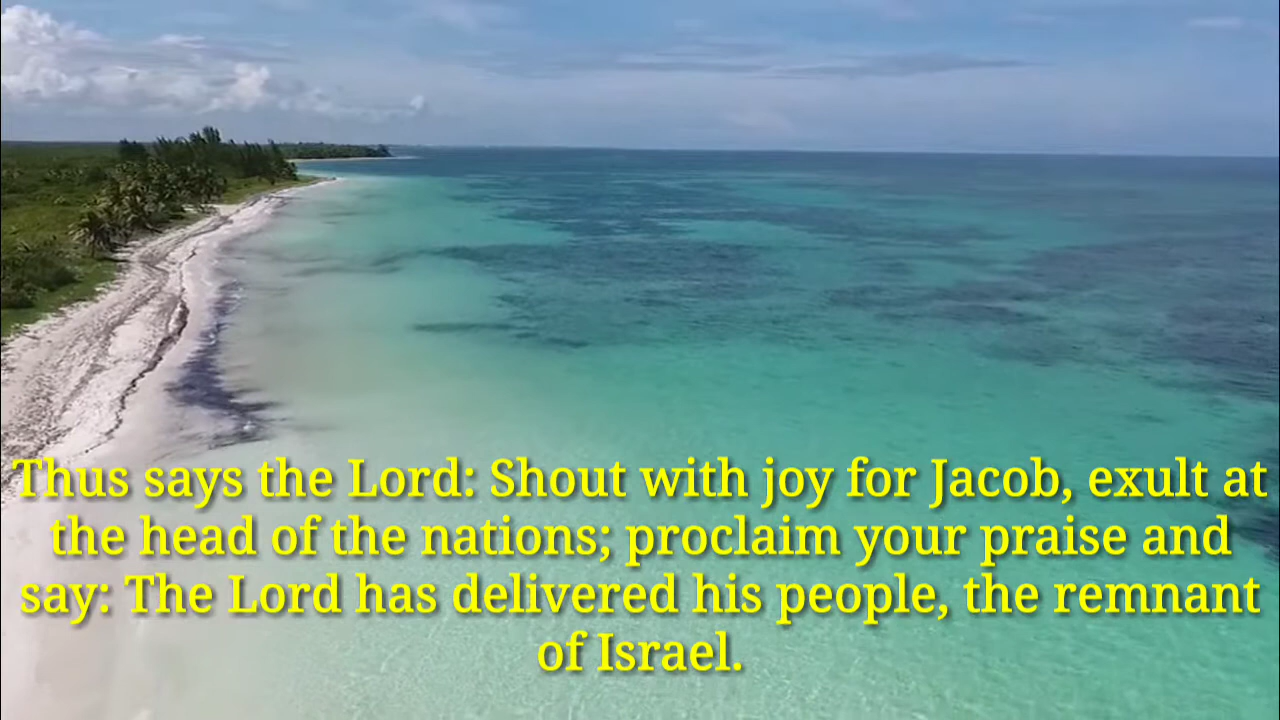 Thus says the Lord: Shout with joy for Jacob, exult at
the head of the nations; proclaim your praise and
say: The Lord has delivered his people, the remnant
of Israel.